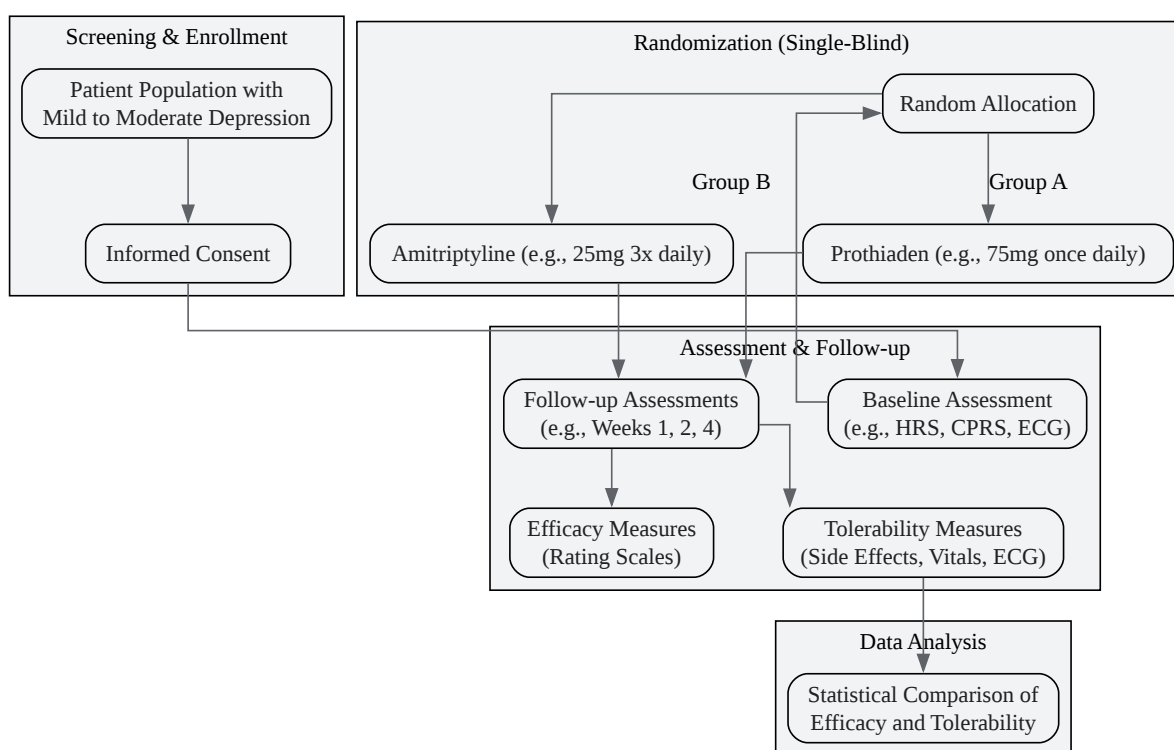 Screening & Enrollment
Patient Population with
Mild to Moderate Depression
Informed Consent
Randomization (Single-Blind)
Random Allocation
Group B
Group A
Amitriptyline (e.g., 25mg 3x daily)
Prothiaden (e.g., 75mg once daily)
Assessment & Follow-up
Follow-up Assessments
(e.g., Weeks 1, 2, 4)
Baseline Assessment
(e.g., HRS, CPRS, ECG)
Efficacy Measures
(Rating Scales)
Tolerability Measures
(Side Effects, Vitals, ECG)
Data Analysis
Statistical Comparison of
Efficacy and Tolerability